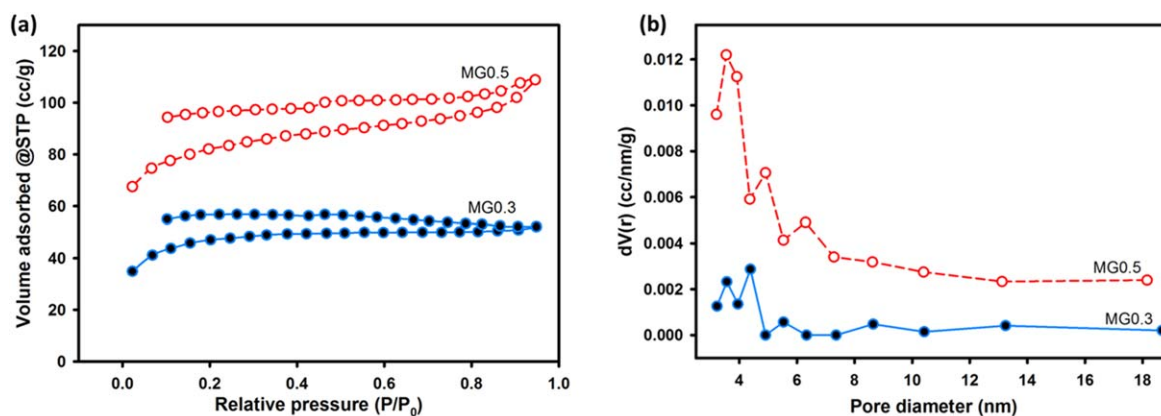 (a)
Volume adsorbed @STP (cc/g)
120
100
80
60
40
20
0
MG0.5
MG0.3
0.0 0.2 0.4 0.6 0.8 1.0
Relative pressure (P/P0)
(b)
dV(r) (cc/nm/g)
0.012
0.010
0.008
0.006
0.004
0.002
0.000
MG0.5
MG0.3
4 6 8 10 12 14 16 18
Pore diameter (nm)